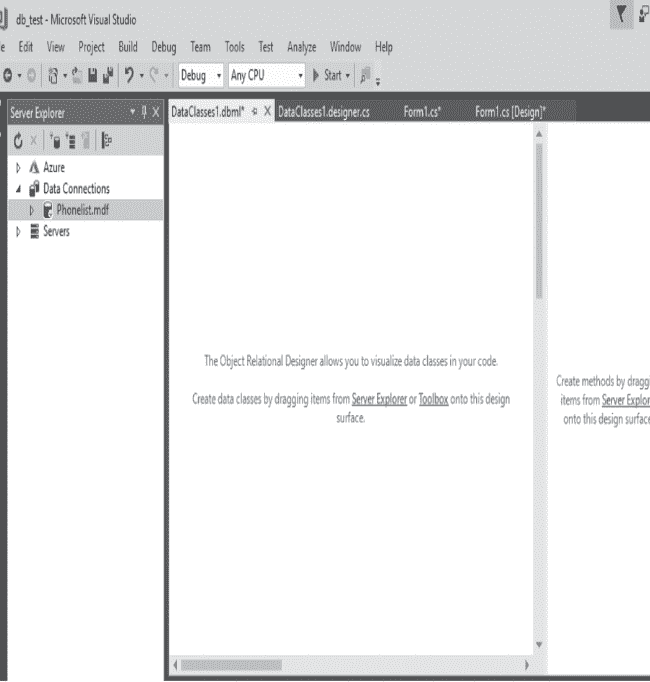 db_test - Microsoft Visual Studio
e Edit View Project Build Debug Team Tools Test Analyze Window Help
Debug Any CPU Start
Server Explorer
DataClasses1.dbml* DataClasses1.designer.cs Form1.cs* Form1.cs [Design]*
Azure
Data Connections
Phonelist.mdf
Servers
The Object Relational Designer allows you to visualize data classes in your code.
Create data classes by dragging items from Server Explorer or Toolbox onto this design
surface.
Create methods by draggi
items from Server Explor
onto this design surface